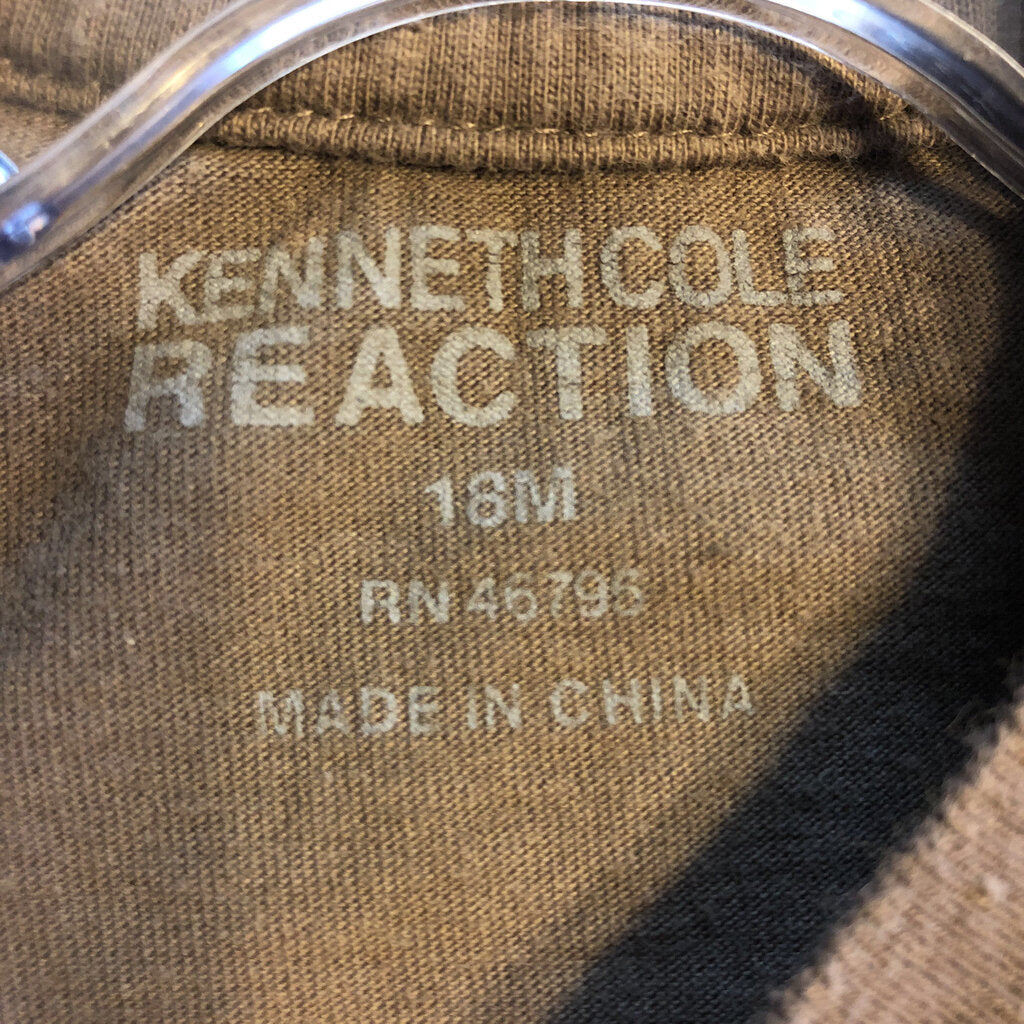 KENNETH COLE
REACTION
18M
RN 46795
MADE IN CHINA